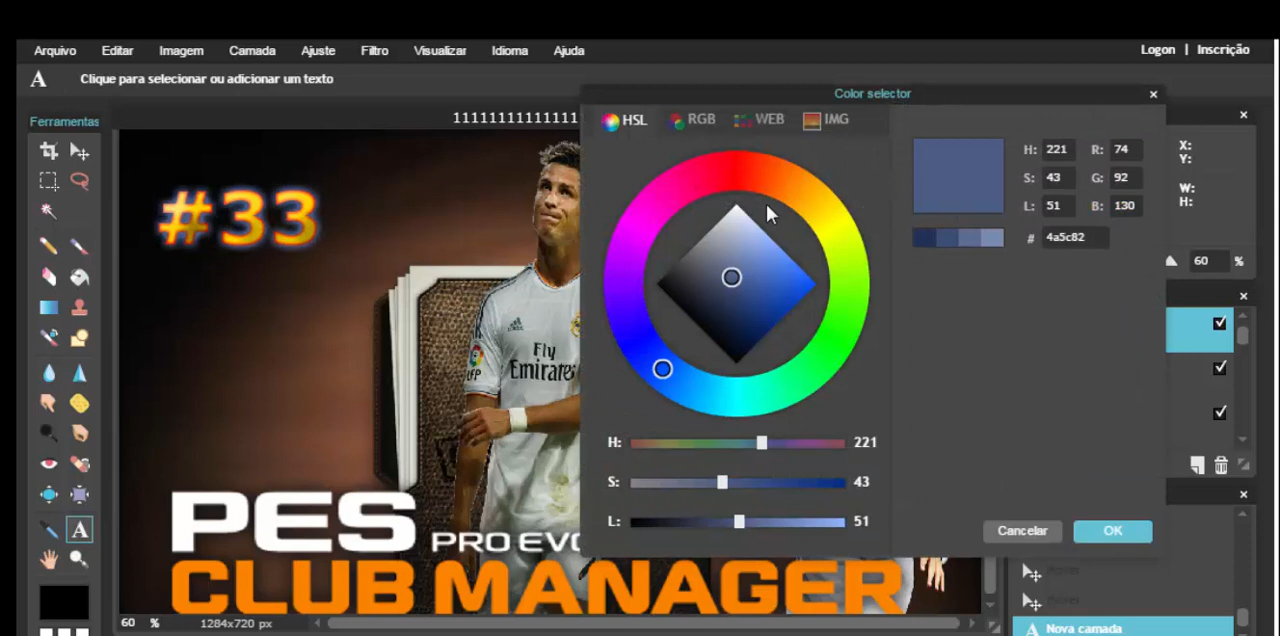 Arquivo Editar Imagem Camada Ajuste Filtro Visualizar Idioma Ajuda Logon | Inscrição
A Clique para selecionar ou adicionar um texto
Color selector
Ferramentas
1111111111111
HSL RGB WEB IMG
H: 221 R: 74
S: 43 G: 92
L: 51 B: 130
# 4a5c82
X:
Y:
W:
H:
60 %
#33
Fly
Emirates
H: 221
S: 43
L: 51
Cancelar OK
PES PRO EVO
CLUB MANAGER
A
Mover
60 % 1284x720 px
A Nova camada